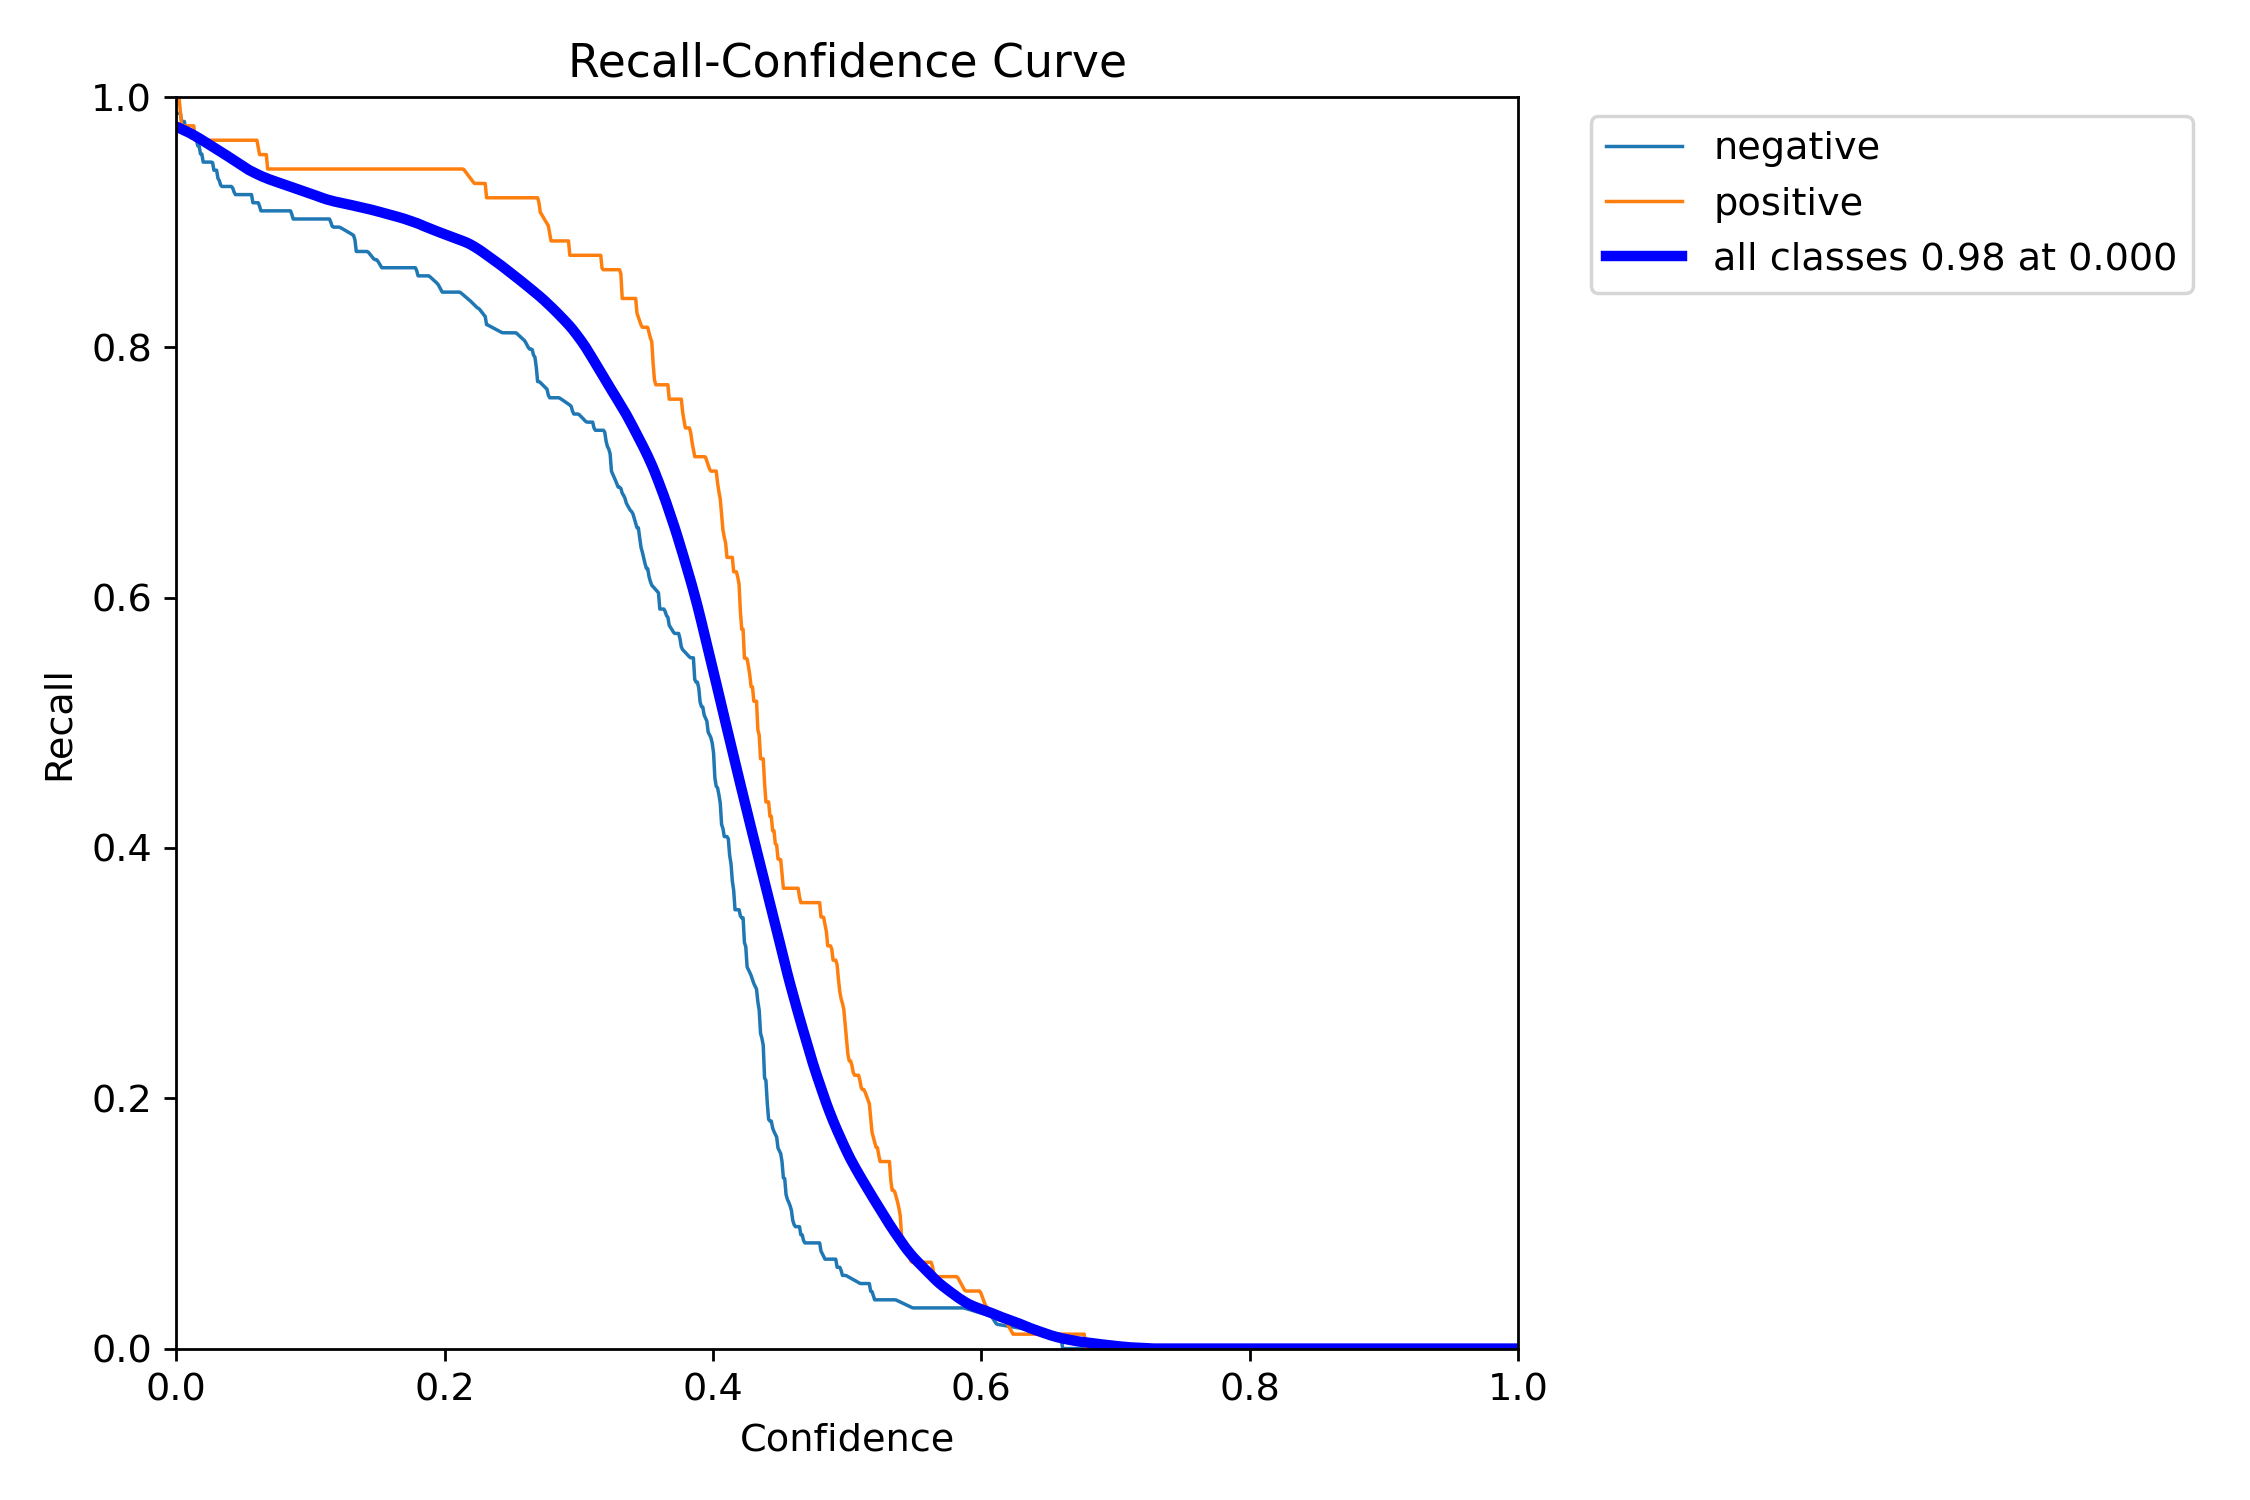 Recall-Confidence Curve
1.0
0.8
0.6
0.4
0.2
0.0
Recall
0.0 0.2 0.4 0.6 0.8 1.0
Confidence
negative
positive
all classes 0.98 at 0.000